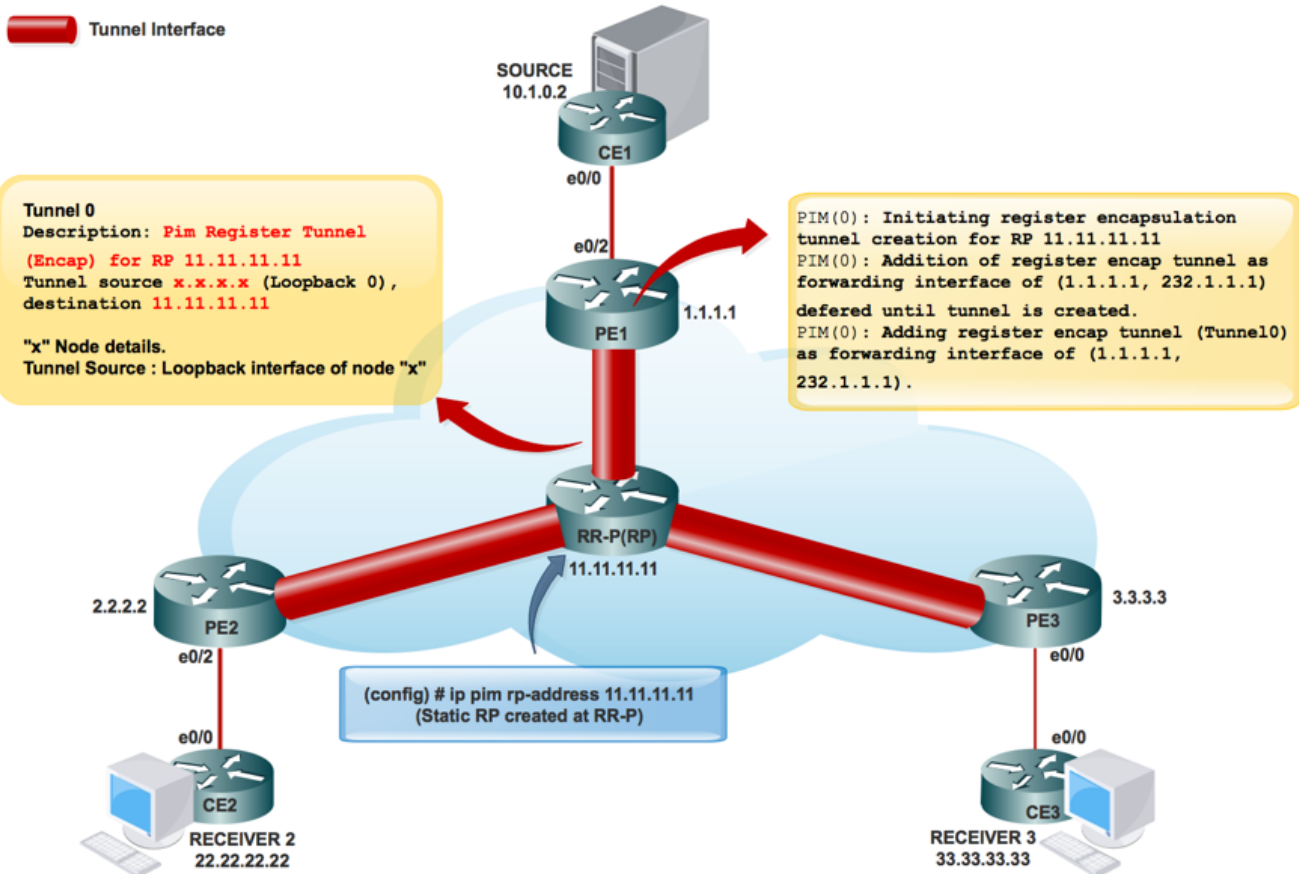 Tunnel Interface
SOURCE
10.1.0.2
CE1
e0/0
Tunnel 0
Description: Pim Register Tunnel
(Encap) for RP 11.11.11.11
Tunnel source x.x.x.x (Loopback 0),
destination 11.11.11.11
"x" Node details.
Tunnel Source : Loopback interface of node "x"
PIM(0): Initiating register encapsulation
tunnel creation for RP 11.11.11.11
PIM(0): Addition of register encap tunnel as
forwarding interface of (1.1.1.1, 232.1.1.1)
defered until tunnel is created.
PIM(0): Adding register encap tunnel (Tunnel0)
as forwarding interface of (1.1.1.1,
232.1.1.1).
e0/2
1.1.1.1
PE1
RR-P(RP)
11.11.11.11
2.2.2.2
PE2
e0/2
3.3.3.3
PE3
e0/0
(config) # ip pim rp-address 11.11.11.11
(Static RP created at RR-P)
e0/0
CE2
RECEIVER 2
22.22.22.22
e0/0
CE3
RECEIVER 3
33.33.33.33